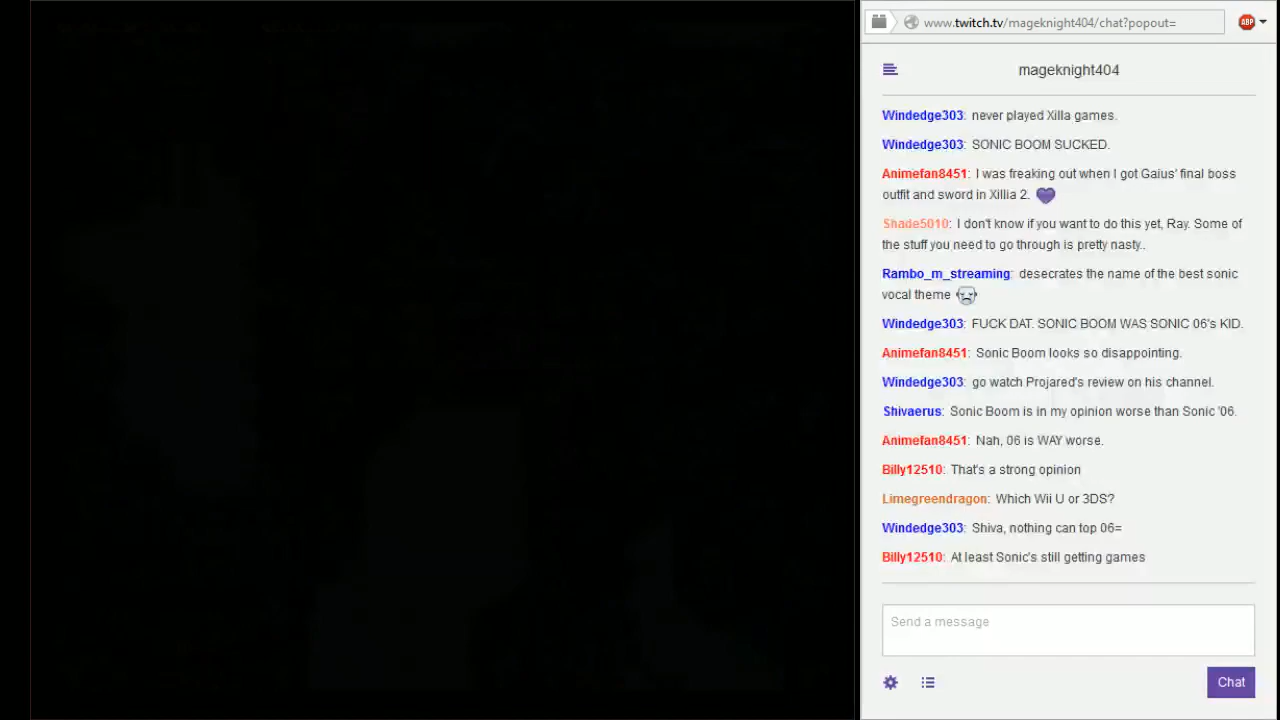 www.twitch.tv/mageknight404/chat?popout=
ABP
mageknight404
Windedge303: never played Xilla games.
Windedge303: SONIC BOOM SUCKED.
Animefan8451: I was freaking out when I got Gaius' final boss
outfit and sword in Xillia 2.
Shade5010: I don't know if you want to do this yet, Ray. Some of
the stuff you need to go through is pretty nasty..
Rambo_m_streaming: desecrates the name of the best sonic
vocal theme
Windedge303: FUCK DAT. SONIC BOOM WAS SONIC 06's KID.
Animefan8451: Sonic Boom looks so disappointing.
Windedge303: go watch Projared's review on his channel.
Shivaerus: Sonic Boom is in my opinion worse than Sonic '06.
Animefan8451: Nah, 06 is WAY worse.
Billy12510: That's a strong opinion
Limegreendragon: Which Wii U or 3DS?
Windedge303: Shiva, nothing can top 06=
Billy12510: At least Sonic's still getting games
Send a message
Chat